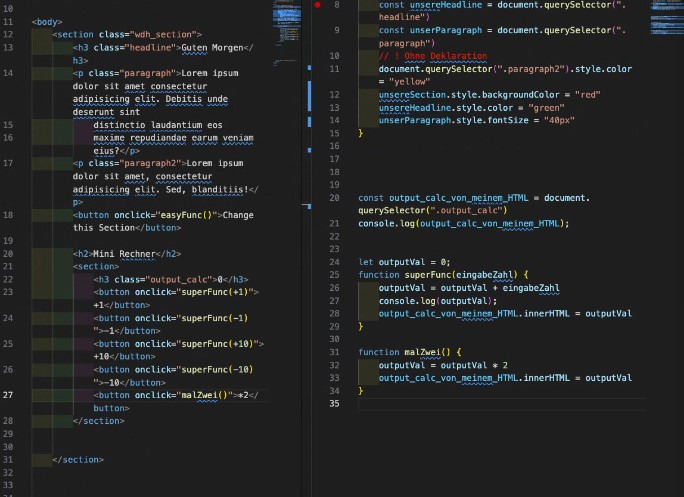 10
11 <body>
12 <section class="wdh_section">
13 <h3 class="headline">Guten Morgen</
h3>
14 <p class="paragraph">Lorem ipsum
dolor sit amet consectetur
adipisicing elit. Debitis unde
deserunt sint
15 distinctio laudantium eos
16 maxime repudiandae earum veniam
eius?</p>
17 <p class="paragraph2">Lorem ipsum
dolor sit amet, consectetur
adipisicing elit. Sed, blanditiis!</
p>
18 <button onclick="easyFunc()">Change
this Section</button>
19
20 <h2>Mini Rechner</h2>
21 <section>
22 <h3 class="output_calc">0</h3>
23 <button onclick="superFunc(+1)">
+1</button>
24 <button onclick="superFunc(-1)
">-1</button>
25 <button onclick="superFunc(+10)">
+10</button>
26 <button onclick="superFunc(-10)
">-10</button>
27 <button onclick="malZwei()">*2</
button>
28 </section>
29
30
31 </section>
32
33
8 const unsereHeadline = document.querySelector(".
headline")
9 const unserParagraph = document.querySelector(".
paragraph")
10 // ! Ohne Deklaration
11 document.querySelector(".paragraph2").style.color
= "yellow"
12 unsereSection.style.backgroundColor = "red"
13 unsereHeadline.style.color = "green"
14 unserParagraph.style.fontSize = "40px"
15 }
16
17
18
19
20 const output_calc_von_meinem_HTML = document.
querySelector(".output_calc")
21 console.log(output_calc_von_meinem_HTML);
22
23
24 let outputVal = 0;
25 function superFunc(eingabeZahl) {
26 outputVal = outputVal + eingabeZahl
27 console.log(outputVal);
28 output_calc_von_meinem_HTML.innerHTML = outputVal
29 }
30
31 function malZwei() {
32 outputVal = outputVal * 2
33 output_calc_von_meinem_HTML.innerHTML = outputVal
34 }
35